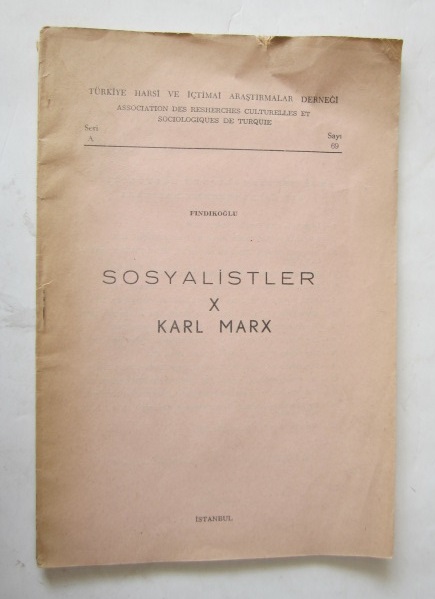 TÜRKİYE HARSİ VE İÇTİMAİ ARAŞTIRMALAR DERNEĞİ
ASSOCIATION DES RESHERCHES CULTURELLES ET
SOCIOLOGIQUES DE TURQUIE
Seri Sayı
A. 69
FINDIKOĞLU
SOSYALİSTLER
X
KARL MARX
İSTANBUL